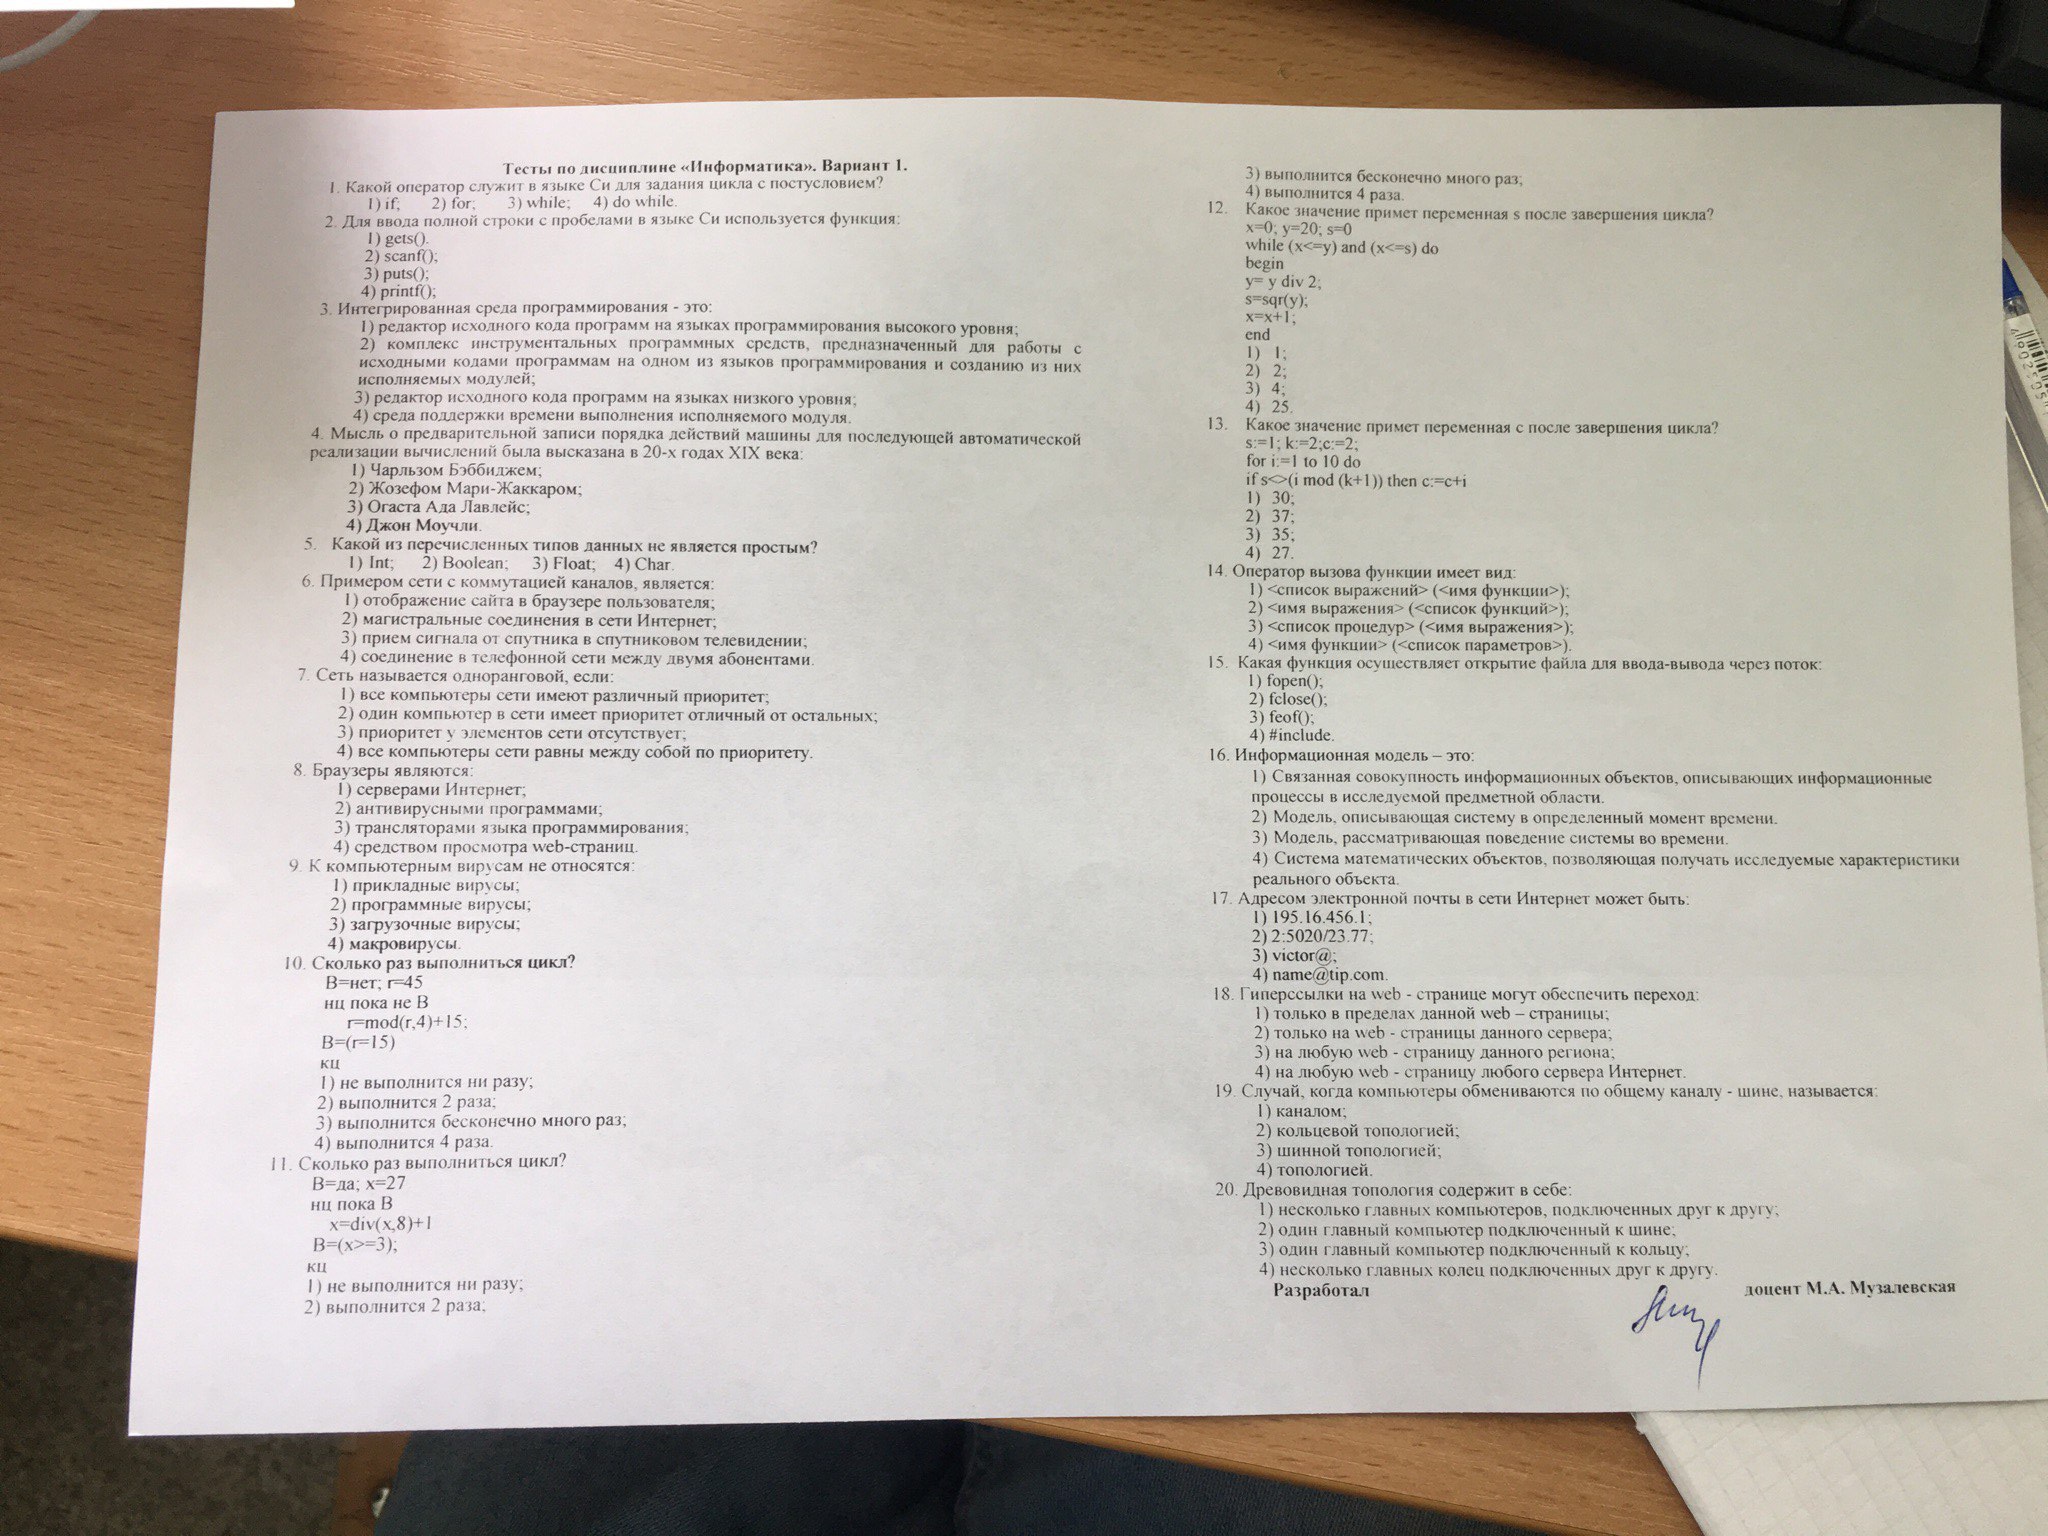 Тесты по дисциплине «Информатика». Вариант 1.
1. Какой оператор служит в языке Си для задания цикла с постусловием?
1) if; 2) for; 3) while; 4) do while.
2. Для ввода полной строки с пробелами в языке Си используется функция:
1) gets().
2) scanf();
3) puts();
4) printf();
3. Интегрированная среда программирования - это:
1) редактор исходного кода программ на языках программирования высокого уровня;
2) комплекс инструментальных программных средств, предназначенный для работы с
исходными кодами программам на одном из языков программирования и созданию из них
исполняемых модулей;
3) редактор исходного кода программ на языках низкого уровня;
4) среда поддержки времени выполнения исполняемого модуля.
4. Мысль о предварительной записи порядка действий машины для последующей автоматической
реализации вычислений была высказана в 20-х годах XIX века:
1) Чарльзом Бэббиджем;
2) Жозефом Мари-Жаккаром;
3) Огаста Ада Лавлейс;
4) Джон Моучли.
5. Какой из перечисленных типов данных не является простым?
1) Int; 2) Boolean; 3) Float; 4) Char.
6. Примером сети с коммутацией каналов, является:
1) отображение сайта в браузере пользователя;
2) магистральные соединения в сети Интернет;
3) прием сигнала от спутника в спутниковом телевидении;
4) соединение в телефонной сети между двумя абонентами.
7. Сеть называется одноранговой, если:
1) все компьютеры сети имеют различный приоритет;
2) один компьютер в сети имеет приоритет отличный от остальных;
3) приоритет у элементов сети отсутствует;
4) все компьютеры сети равны между собой по приоритету.
8. Браузеры являются:
1) серверами Интернет;
2) антивирусными программами;
3) трансляторами языка программирования;
4) средством просмотра web-страниц.
9. К компьютерным вирусам не относятся:
1) прикладные вирусы;
2) программные вирусы;
3) загрузочные вирусы;
4) макровирусы.
10. Сколько раз выполниться цикл?
B=нет; r=45
нц пока не B
r=mod(r,4)+15;
B=(r=15)
кц
1) не выполнится ни разу;
2) выполнится 2 раза;
3) выполнится бесконечно много раз;
4) выполнится 4 раза.
11. Сколько раз выполниться цикл?
B=да; x=27
нц пока B
x=div(x,8)+1
B=(x>=3);
кц
1) не выполнится ни разу;
2) выполнится 2 раза;
3) выполнится бесконечно много раз;
4) выполнится 4 раза.
12. Какое значение примет переменная s после завершения цикла?
x=0; y=20; s=0
while (x<=y) and (x<=s) do
begin
y= y div 2;
s=sqr(y);
x=x+1;
end
1) 1;
2) 2;
3) 4;
4) 25.
13. Какое значение примет переменная с после завершения цикла?
s:=1; k:=2;c:=2;
for i:=1 to 10 do
if s<>(i mod (k+1)) then c:=c+i
1) 30;
2) 37;
3) 35;
4) 27.
14. Оператор вызова функции имеет вид:
1) <список выражений> (<имя функции>);
2) <имя выражения> (<список функций>);
3) <список процедур> (<имя выражения>);
4) <имя функции> (<список параметров>).
15. Какая функция осуществляет открытие файла для ввода-вывода через поток:
1) fopen();
2) fclose();
3) feof();
4) #include.
16. Информационная модель – это:
1) Связанная совокупность информационных объектов, описывающих информационные
процессы в исследуемой предметной области.
2) Модель, описывающая систему в определенный момент времени.
3) Модель, рассматривающая поведение системы во времени.
4) Система математических объектов, позволяющая получать исследуемые характеристики
реального объекта.
17. Адресом электронной почты в сети Интернет может быть:
1) 195.16.456.1;
2) 2:5020/23.77;
3) victor@;
4) name@tip.com.
18. Гиперссылки на web - странице могут обеспечить переход:
1) только в пределах данной web – страницы;
2) только на web - страницы данного сервера;
3) на любую web - страницу данного региона;
4) на любую web - страницу любого сервера Интернет.
19. Случай, когда компьютеры обмениваются по общему каналу - шине, называется:
1) каналом;
2) кольцевой топологией;
3) шинной топологией;
4) топологией.
20. Древовидная топология содержит в себе:
1) несколько главных компьютеров, подключенных друг к другу;
2) один главный компьютер подключенный к шине;
3) один главный компьютер подключенный к кольцу;
4) несколько главных колец подключенных друг к другу.
Разработал доцент М.А. Музалевская